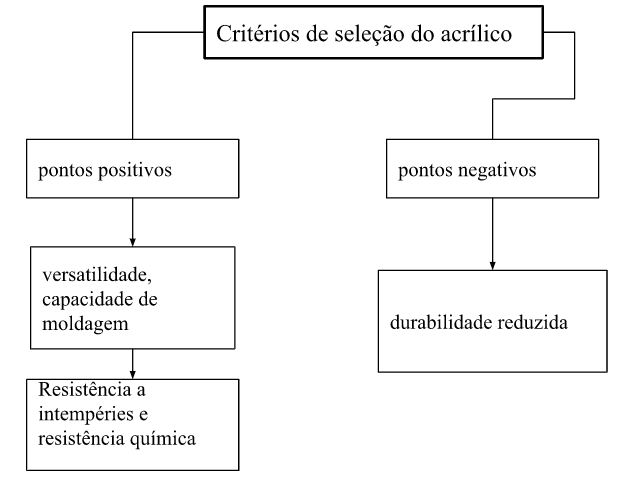 Critérios de seleção do acrílico
pontos positivos
pontos negativos
versatilidade,
capacidade de
moldagem
durabilidade reduzida
Resistência a
intempéries e
resistência química